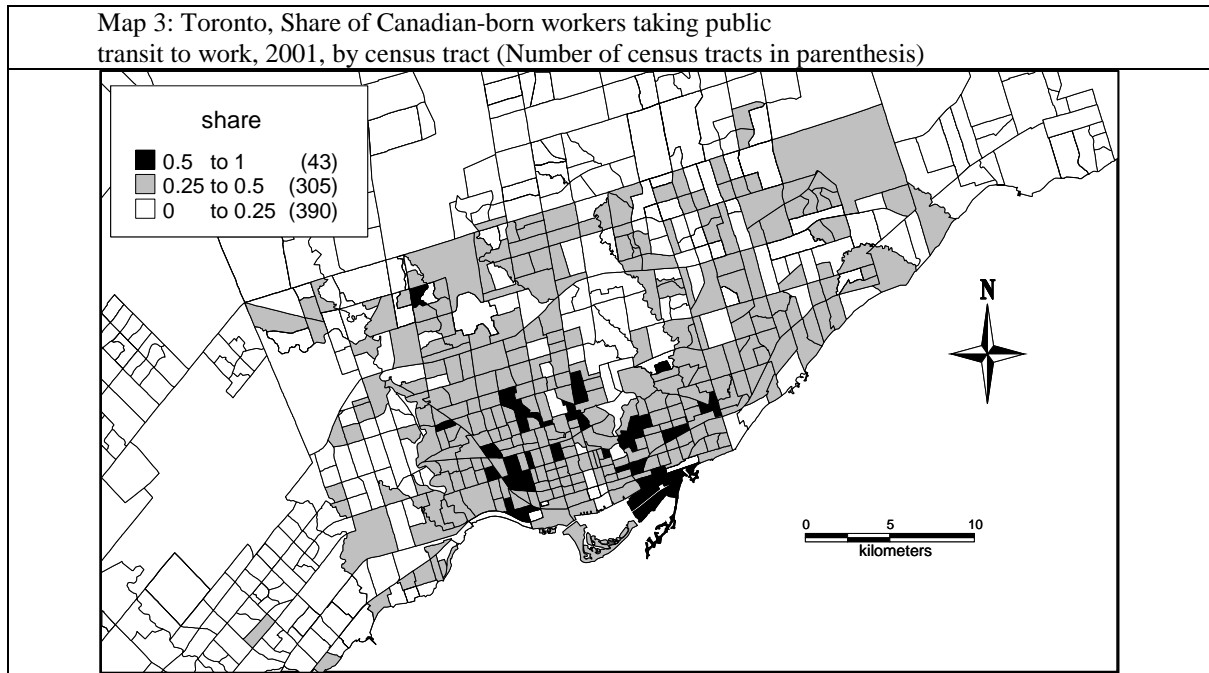 Map 3: Toronto, Share of Canadian-born workers taking public
transit to work, 2001, by census tract (Number of census tracts in parenthesis)
share
0.5 to 1 (43)
0.25 to 0.5 (305)
0 to 0.25 (390)
N
0 5 10
kilometers